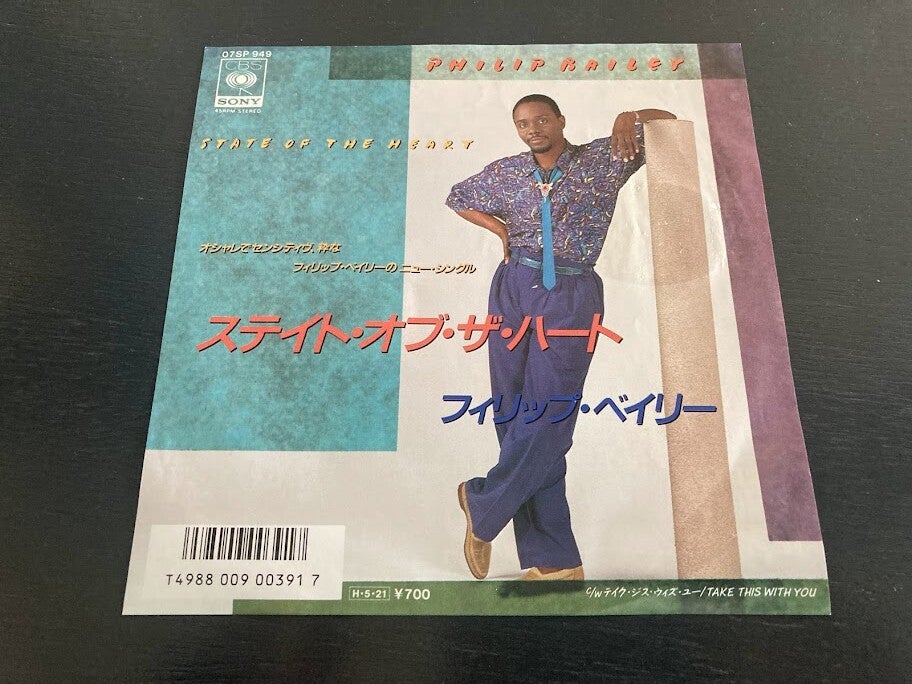 07SP 949
CBS
SONY
45RPM STEREO
PHILIP BAILEY
STATE OF THE HEART
オシャレでセンシティヴ、粋な
フィリップ・ベイリーのニュー・シングル
ステイト・オブ・ザ・ハート
フィリップ・ベイリー
T4988 009 00391 7
H・5・21 ¥700
c/w テイク・ジス・ウィズ・ユー/TAKE THIS WITH YOU